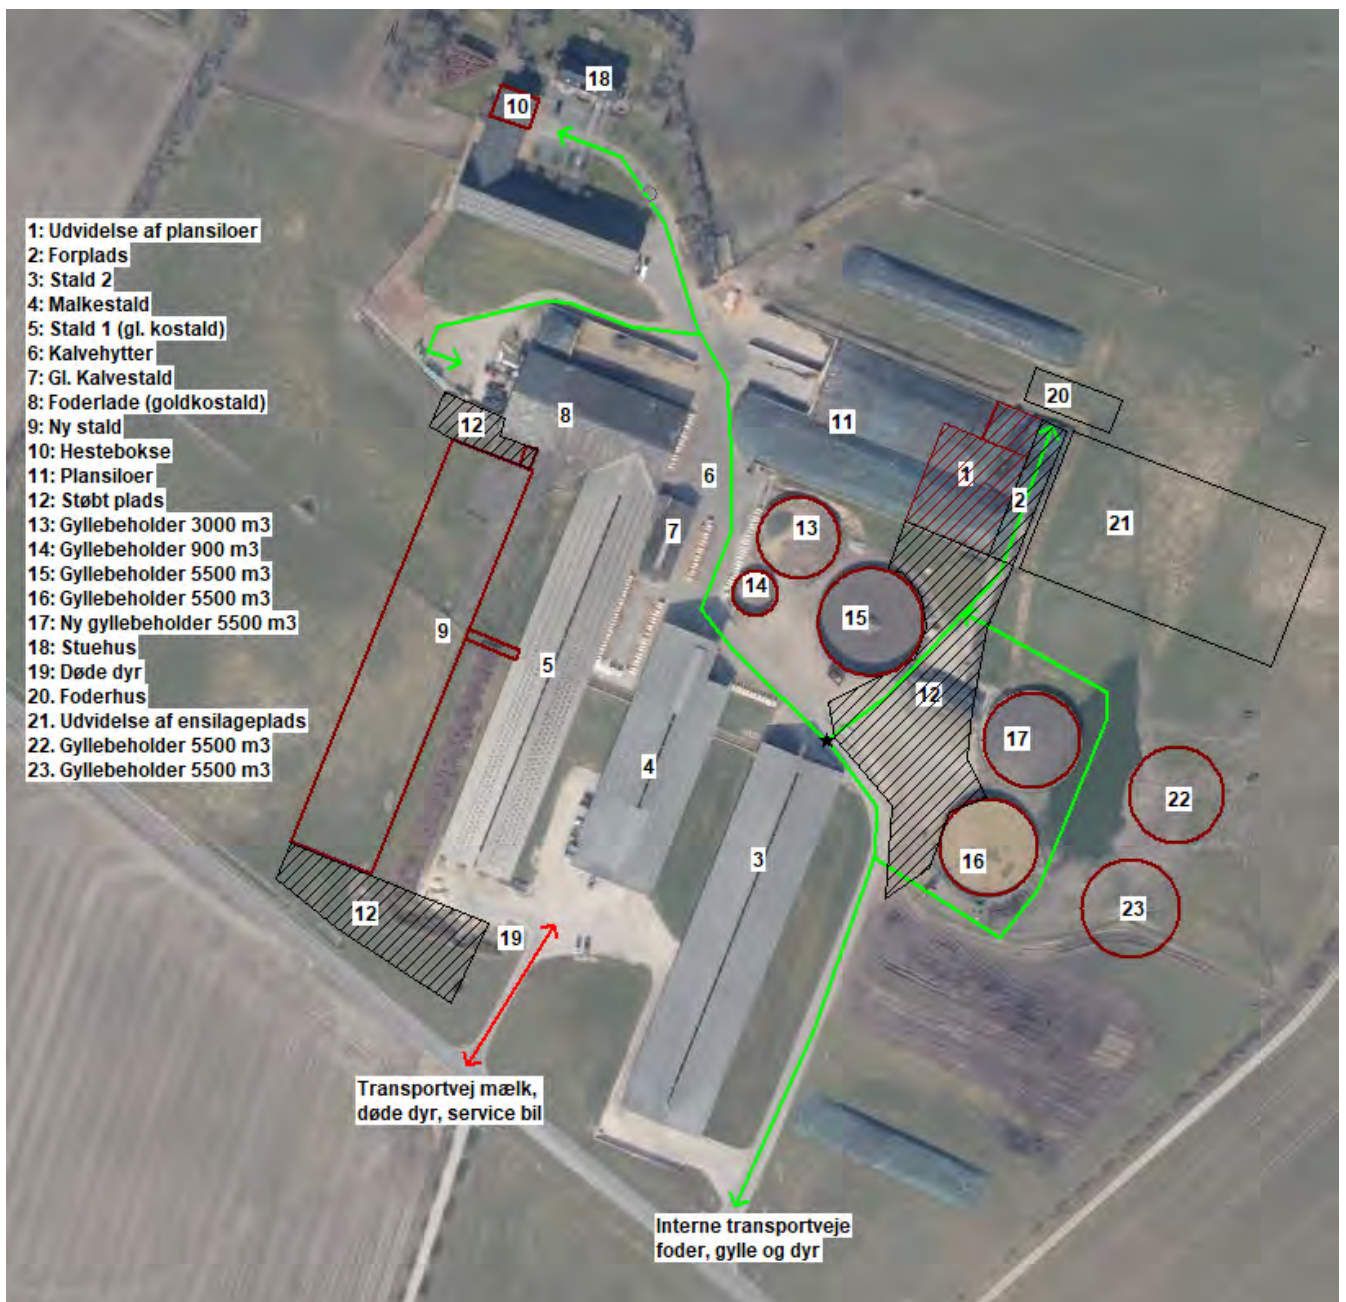 18
10
1: Udvidelse af plansiloer
2: Forplads
3: Stald 2
4: Malkestald
5: Stald 1 (gl. kostald)
6: Kalvehytter
7: Gl. Kalvestald
8: Foderlade (goldkostald)
9: Ny stald
10: Hestebokse
11: Plansiloer
12: Støbt plads
13: Gyllebeholder 3000 m3
14: Gyllebeholder 900 m3
15: Gyllebeholder 5500 m3
16: Gyllebeholder 5500 m3
17: Ny gyllebeholder 5500 m3
18: Stuehus
19: Døde dyr
20. Foderhus
21. Udvidelse af ensilageplads
22. Gyllebeholder 5500 m3
23. Gyllebeholder 5500 m3
20
8
11
12
6
1
2
21
7
13
14
15
9
5
12
17
4
22
3
16
12
23
19
Transportvej mælk,
døde dyr, service bil
Interne transportveje
foder, gylle og dyr